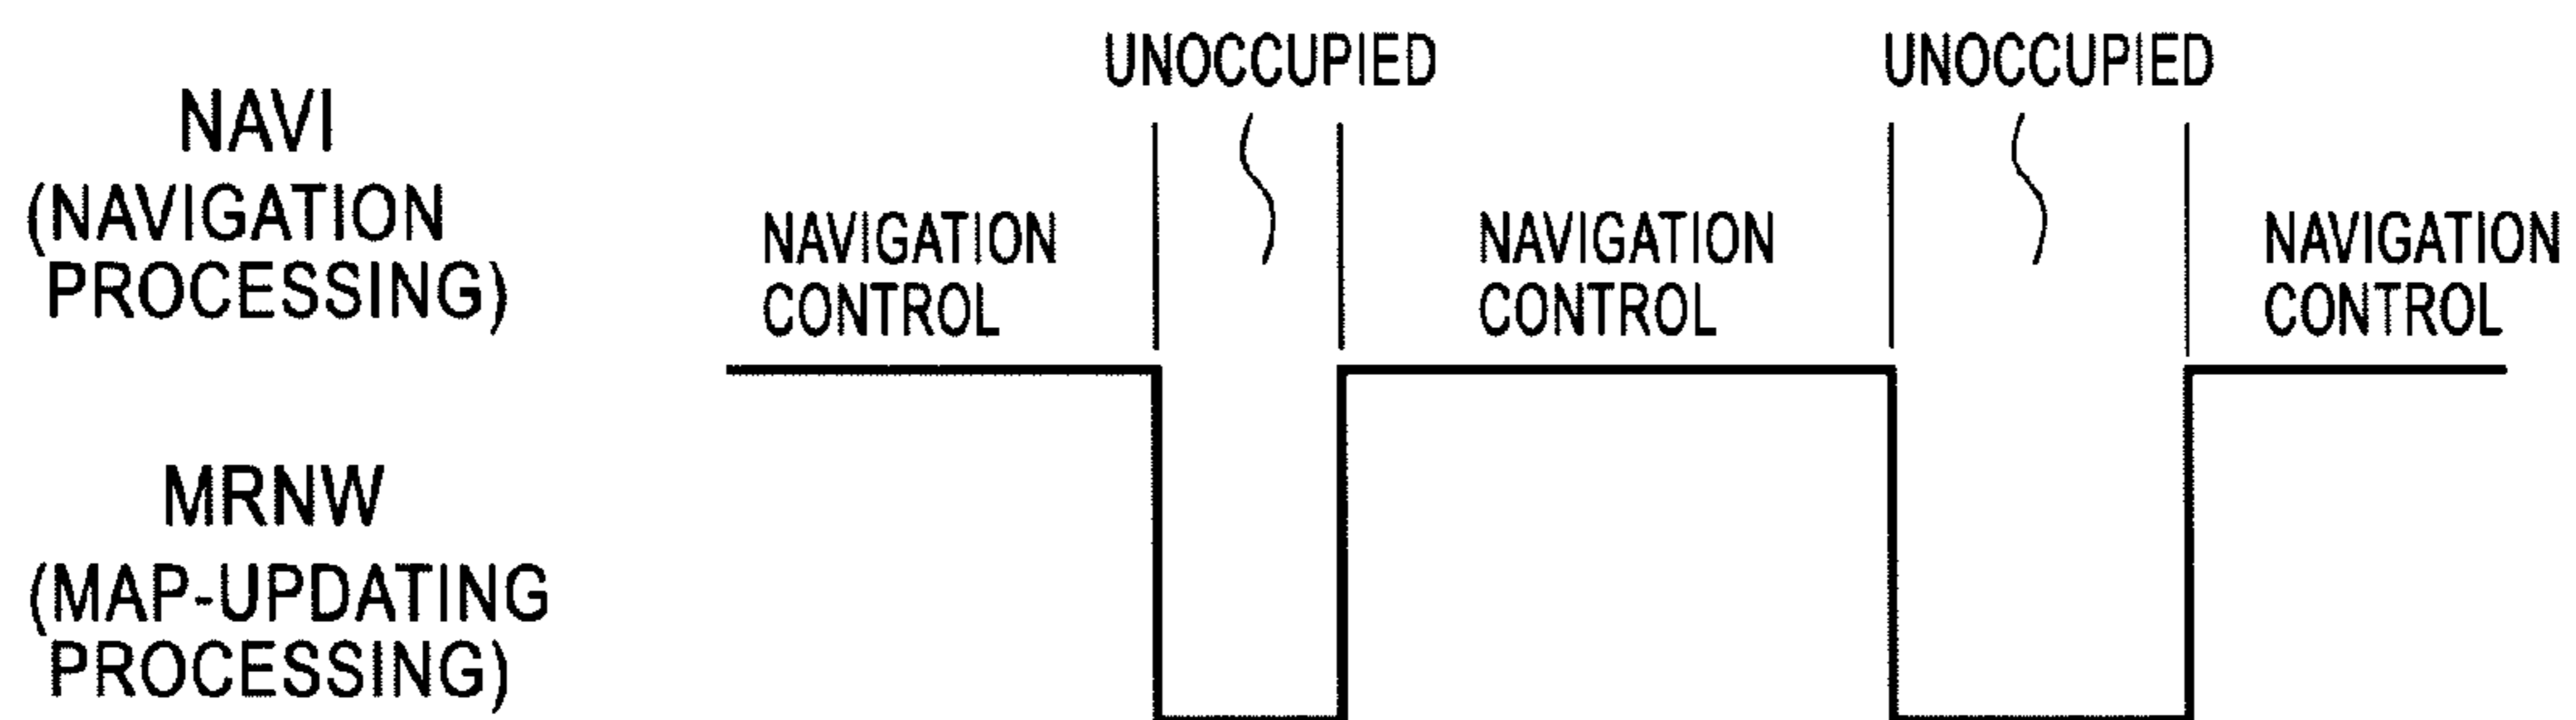 UNOCCUPIED
UNOCCUPIED
NAVI
(NAVIGATION
PROCESSING)
NAVIGATION
CONTROL
NAVIGATION
CONTROL
NAVIGATION
CONTROL
MRNW
(MAP-UPDATING
PROCESSING)